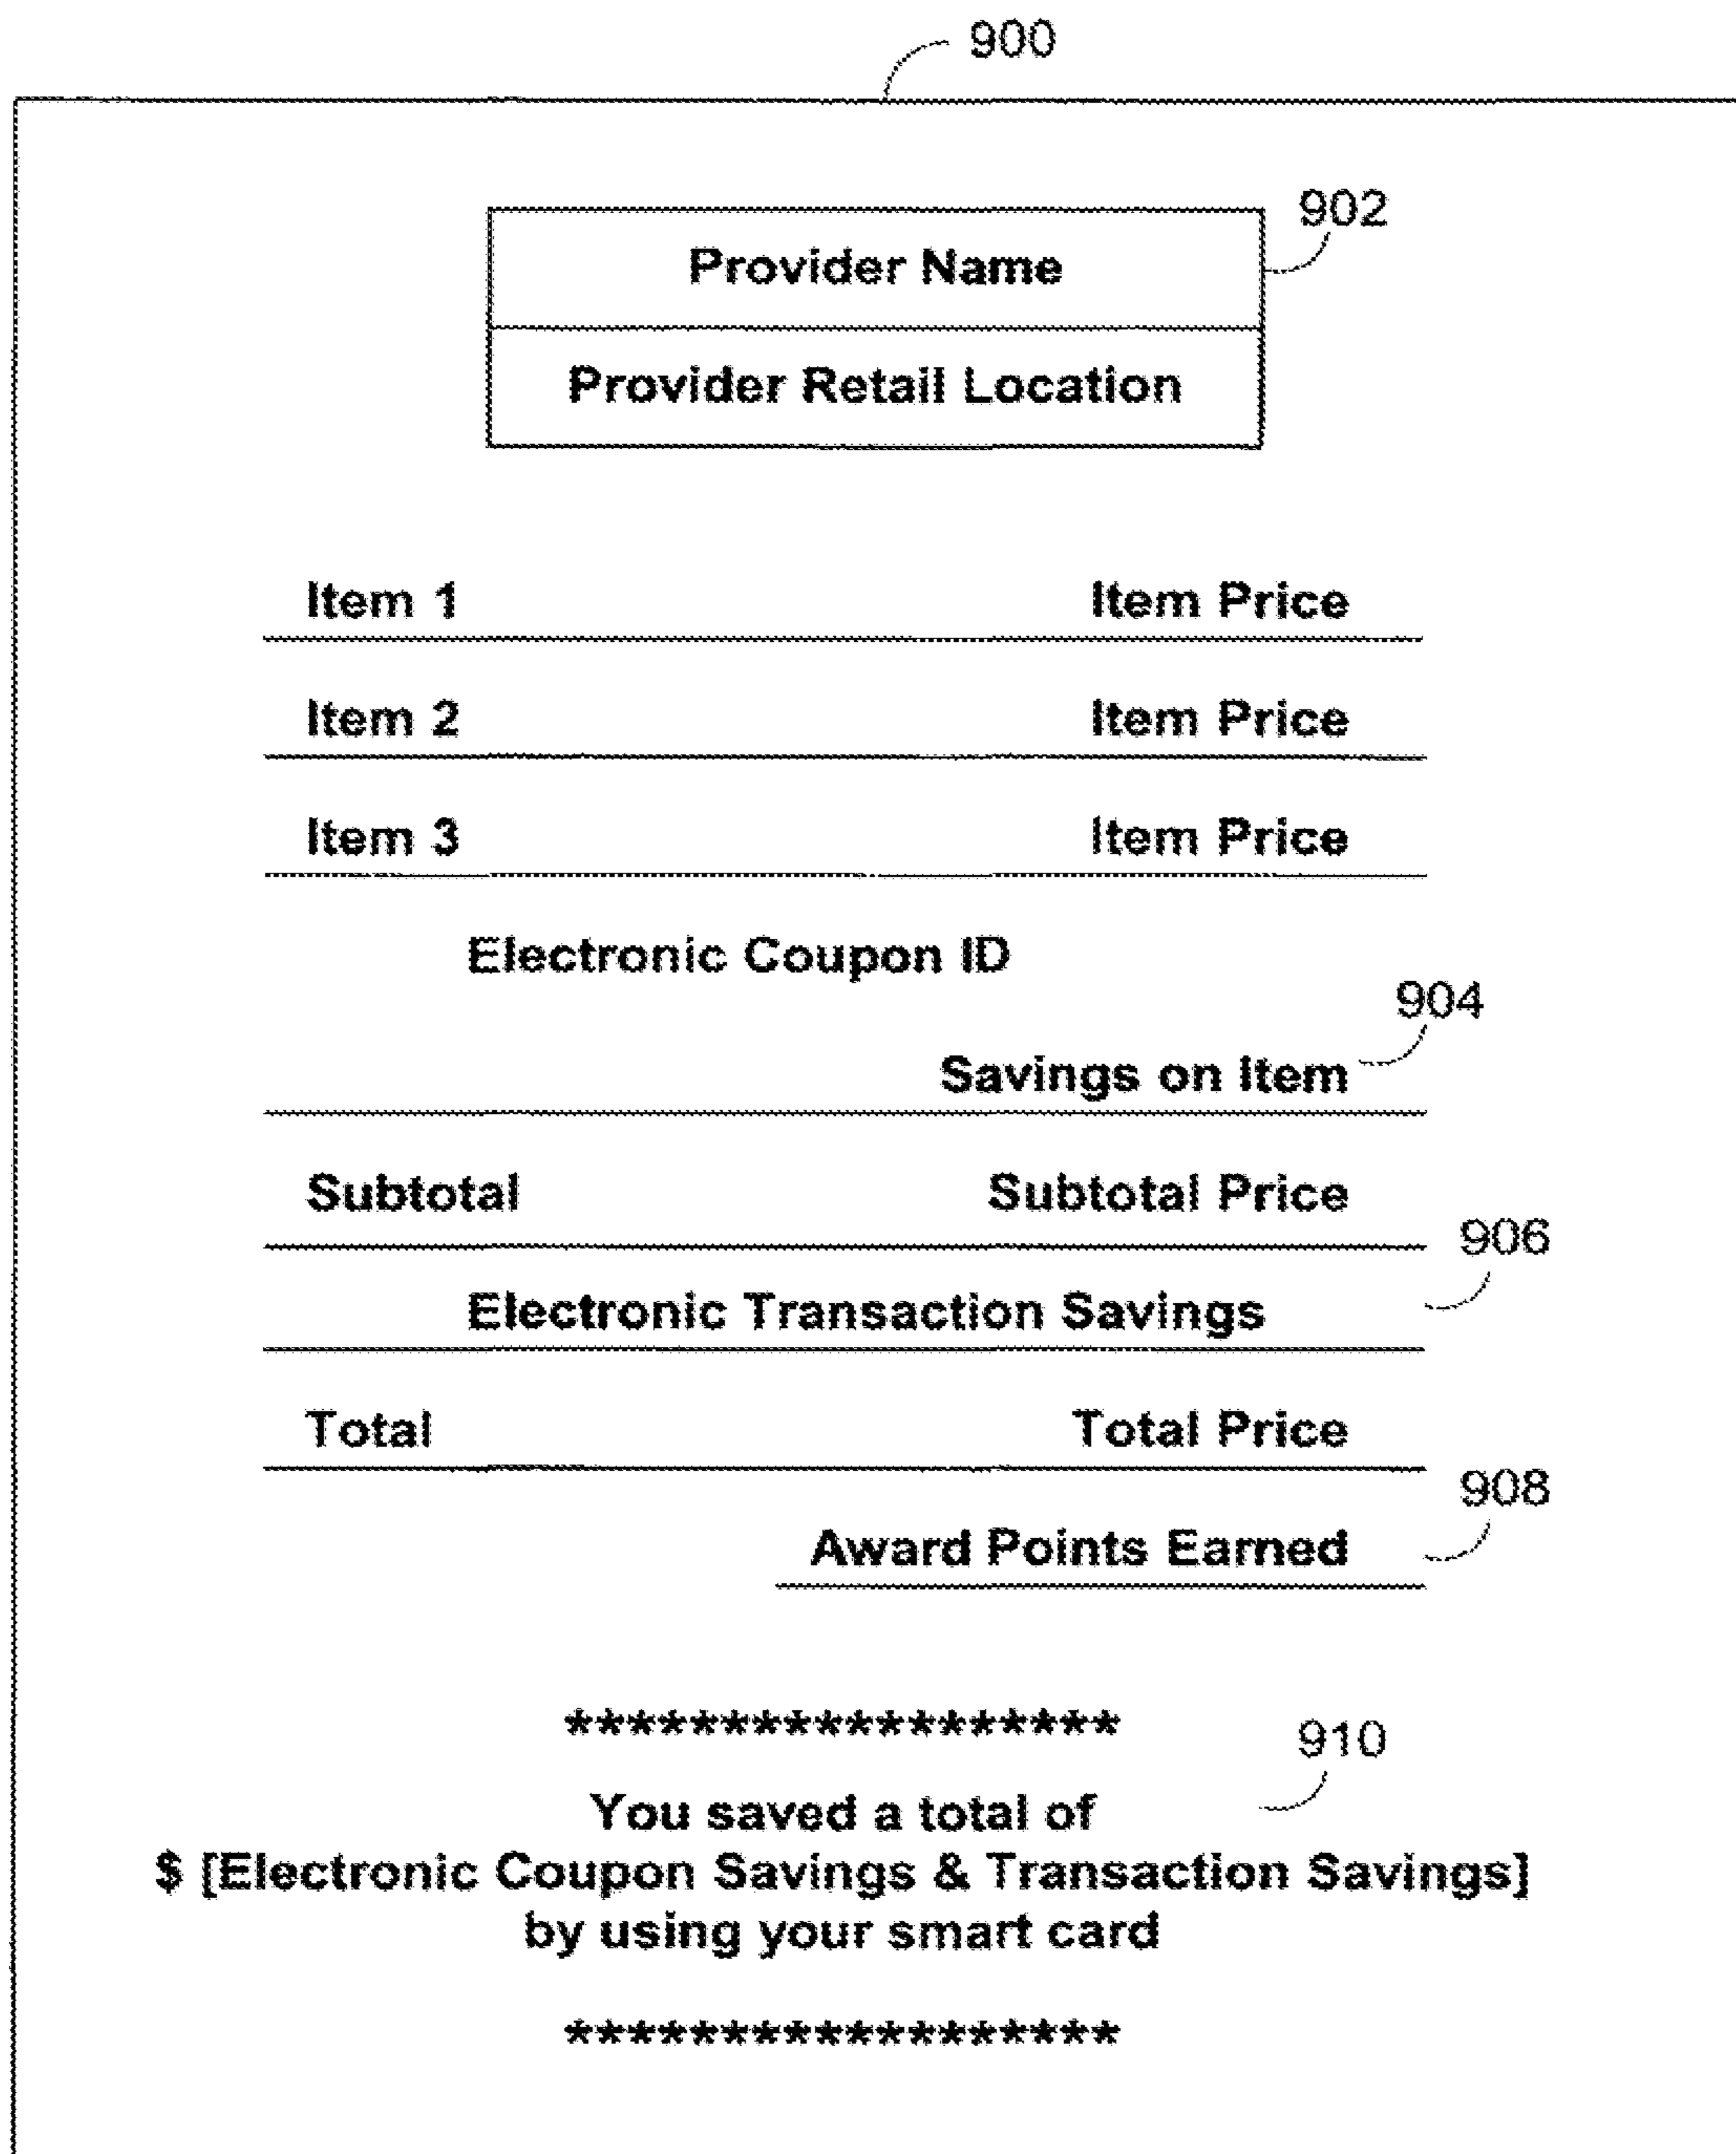 900
902
Provider Name
Provider Retail Location
Item 1 Item Price
Item 2 Item Price
Item 3 Item Price
Electronic Coupon ID
904
Savings on Item
Subtotal Subtotal Price
906
Electronic Transaction Savings
Total Total Price
908
Award Points Earned
******************
910
You saved a total of
$ [Electronic Coupon Savings & Transaction Savings]
by using your smart card
******************